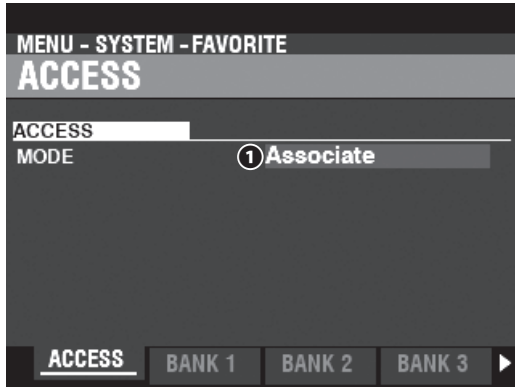 MENU - SYSTEM - FAVORITE
ACCESS
ACCESS
MODE 1 Associate
ACCESS BANK 1 BANK 2 BANK 3